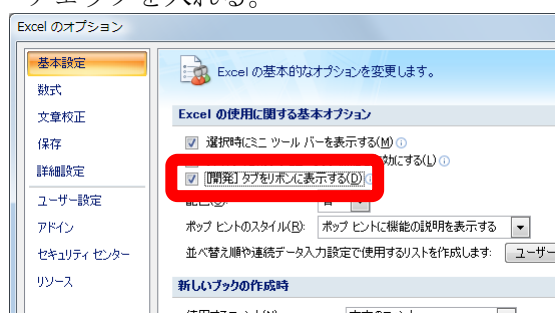 チェックを入れる。
Excel のオプション
基本設定
数式
文章校正
保存
詳細設定
ユーザー設定
アドイン
セキュリティ センター
リソース
Excel の基本的なオプションを変更します。
Excel の使用に関する基本オプション
選択時にミニ ツール バーを表示する(M)
にする(L)
[開発] タブをリボンに表示する(D)
ポップ ヒントのスタイル(R): ポップ ヒントに機能の説明を表示する
並べ替え順や連続データ入力設定で使用するリストを作成します: ユーザー
新しいブックの作成時